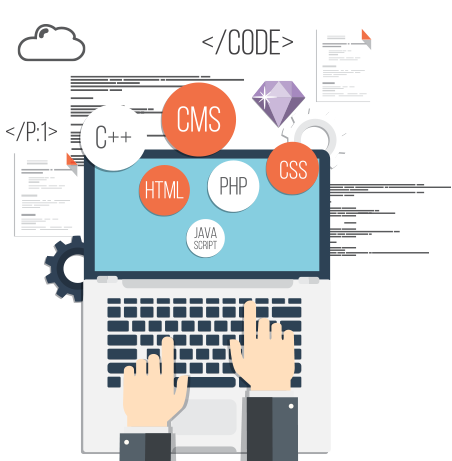 </CODE>
</P:1>
C++
CMS
CSS
HTML
PHP
JAVA
SCRIPT